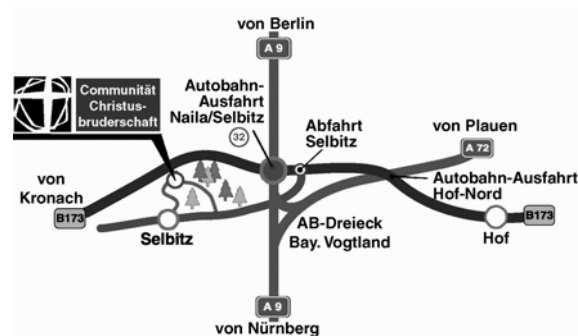 von Berlin
A 9
Communität
Christus-
bruderschaft
Autobahn-
Ausfahrt
Naila/Selbitz
32
Abfahrt
Selbitz
von Plauen
A 72
von
Kronach
B173
Autobahn-Ausfahrt
Hof-Nord
AB-Dreieck
Bay. Vogtland
Selbitz
Hof
B173
A 9
von Nürnberg